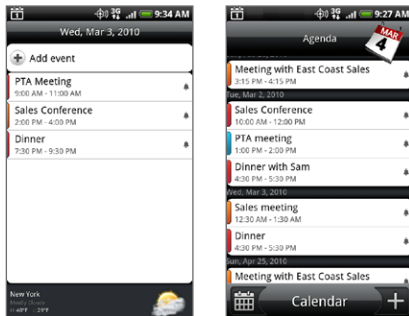 9:34 AM
Wed, Mar 3, 2010
Add event
PTA Meeting
9:00 AM - 11:00 AM
Sales Conference
2:00 PM - 4:00 PM
Dinner
7:30 PM - 9:30 PM
New York
Mostly Cloudy
H 48°F
29°F
9:27 AM
Agenda
MAR
4
Meeting with East Coast Sales
3:15 PM - 4:15 PM
Tue, Mar 2, 2010
Sales Conference
10:00 AM - 12:00 PM
PTA meeting
1:00 PM - 2:00 PM
Dinner with Sam
4:30 PM - 5:30 PM
Wed, Mar 3, 2010
Sales meeting
12:30 AM - 1:30 AM
Dinner
4:30 PM - 5:30 PM
Sun, Apr 25, 2010
Meeting with East Coast Sales
Calendar